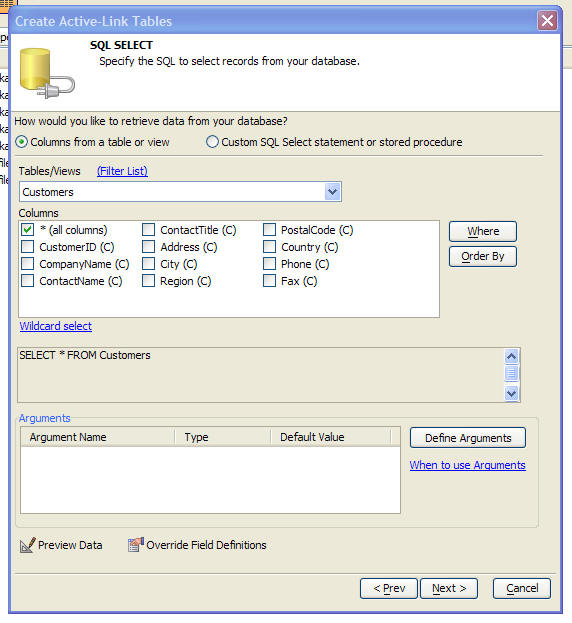 Create Active-Link Tables
SQL SELECT
Specify the SQL to select records from your database.
How would you like to retrieve data from your database?
Columns from a table or view Custom SQL Select statement or stored procedure
Tables/Views (Filter List)
Customers
Columns
* (all columns) ContactTitle (C) PostalCode (C) Where
CustomerID (C) Address (C) Country (C) Order By
CompanyName (C) City (C) Phone (C)
ContactName (C) Region (C) Fax (C)
Wildcard select
SELECT * FROM Customers
Arguments
Argument Name Type Default Value Define Arguments
When to use Arguments
Preview Data Override Field Definitions
< Prev Next > Cancel